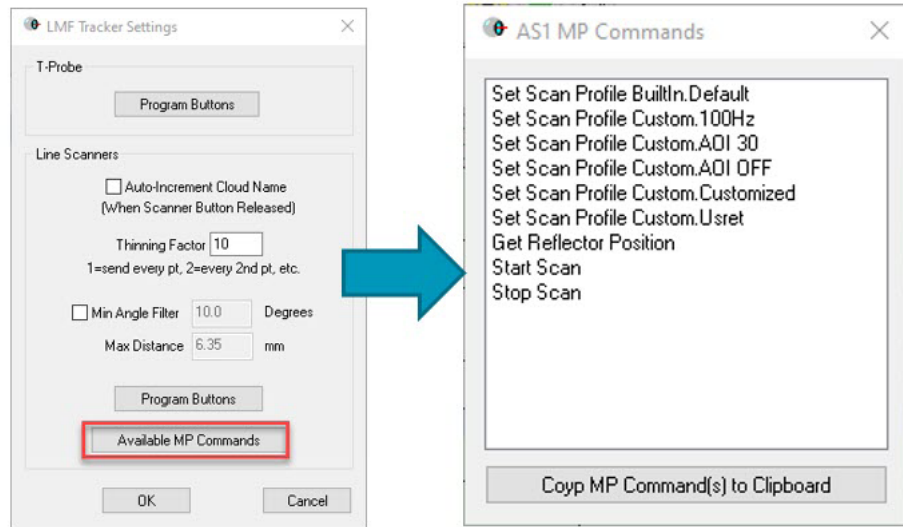 LMF Tracker Settings
T-Probe
Program Buttons
Line Scanners
Auto-Increment Cloud Name
(When Scanner Button Released)
Thinning Factor 10
1=send every pt, 2=every 2nd pt, etc.
Min Angle Filter 10.0 Degrees
Max Distance 6.35 mm
Program Buttons
Available MP Commands
OK Cancel
AS1 MP Commands
Set Scan Profile BuiltIn.Default
Set Scan Profile Custom.100Hz
Set Scan Profile Custom.AOI 30
Set Scan Profile Custom.AOI OFF
Set Scan Profile Custom.Customized
Set Scan Profile Custom.Usret
Get Reflector Position
Start Scan
Stop Scan
Coyp MP Command(s) to Clipboard